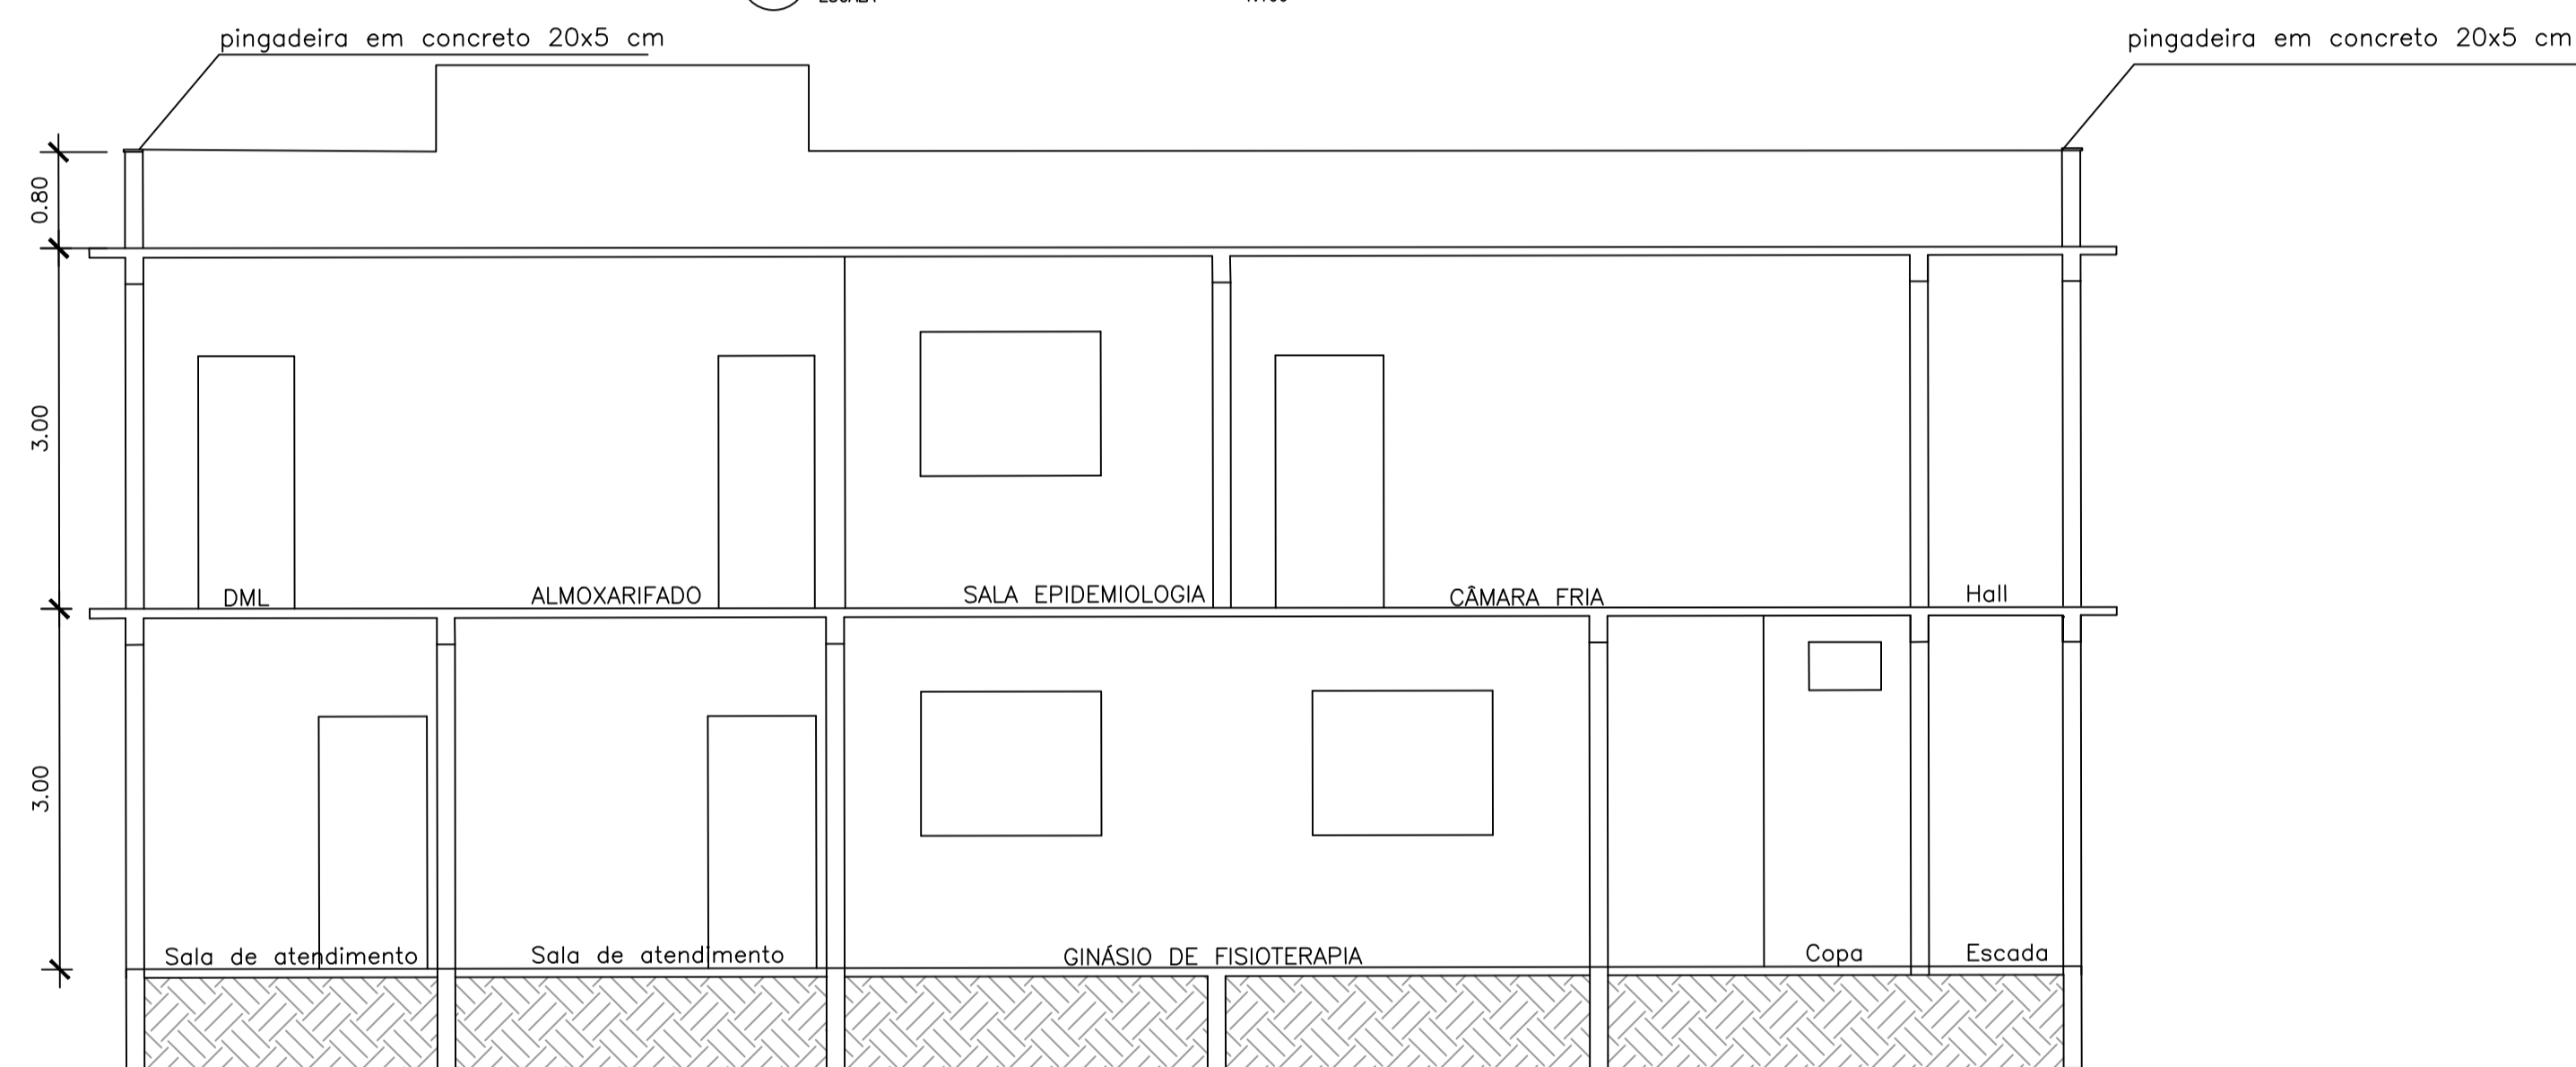 pingadeira em concreto 20x5 cm
pingadeira em concreto 20x5 cm
0.80
3.00
DML
ALMOXARIFADO
SALA EPIDEMIOLOGIA
CÂMARA FRIA
Hall
3.00
Sala de atendimento
Sala de atendimento
GINÁSIO DE FISIOTERAPIA
Copa
Escada